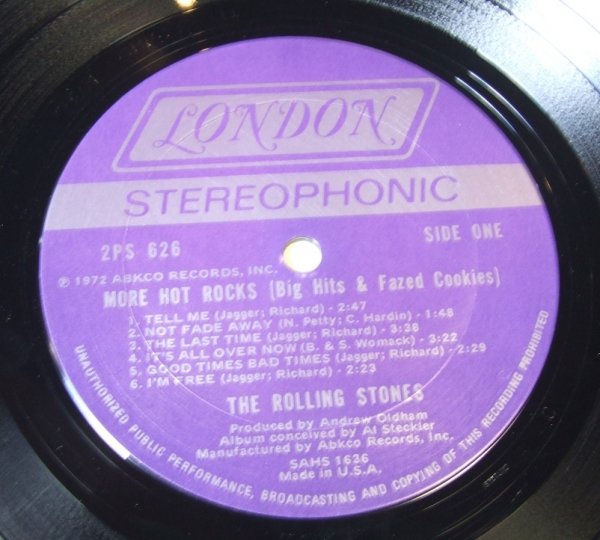 LONDON
STEREOPHONIC
2PS 626
SIDE ONE
℗ 1972 ABKCO RECORDS, INC.
MORE HOT ROCKS (Big Hits & Fazed Cookies)
1. TELL ME (Jagger; Richard) - 2:47
2. NOT FADE AWAY (N. Petty; C. Hardin) - 1:48
3. THE LAST TIME (Jagger; Richard) - 3:38
4. IT'S ALL OVER NOW (B. & S. Womack) - 3:22
5. GOOD TIMES BAD TIMES (Jagger; Richard) - 2:29
6. I'M FREE (Jagger; Richard) - 2:23
THE ROLLING STONES
Produced by Andrew Oldham
Album conceived by Al Steckler
Manufactured by Abkco Records, Inc.
SAHS 1636
Made in U.S.A.
UNAUTHORIZED PUBLIC PERFORMANCE, BROADCASTING AND COPYING OF THIS RECORDING PROHIBITED